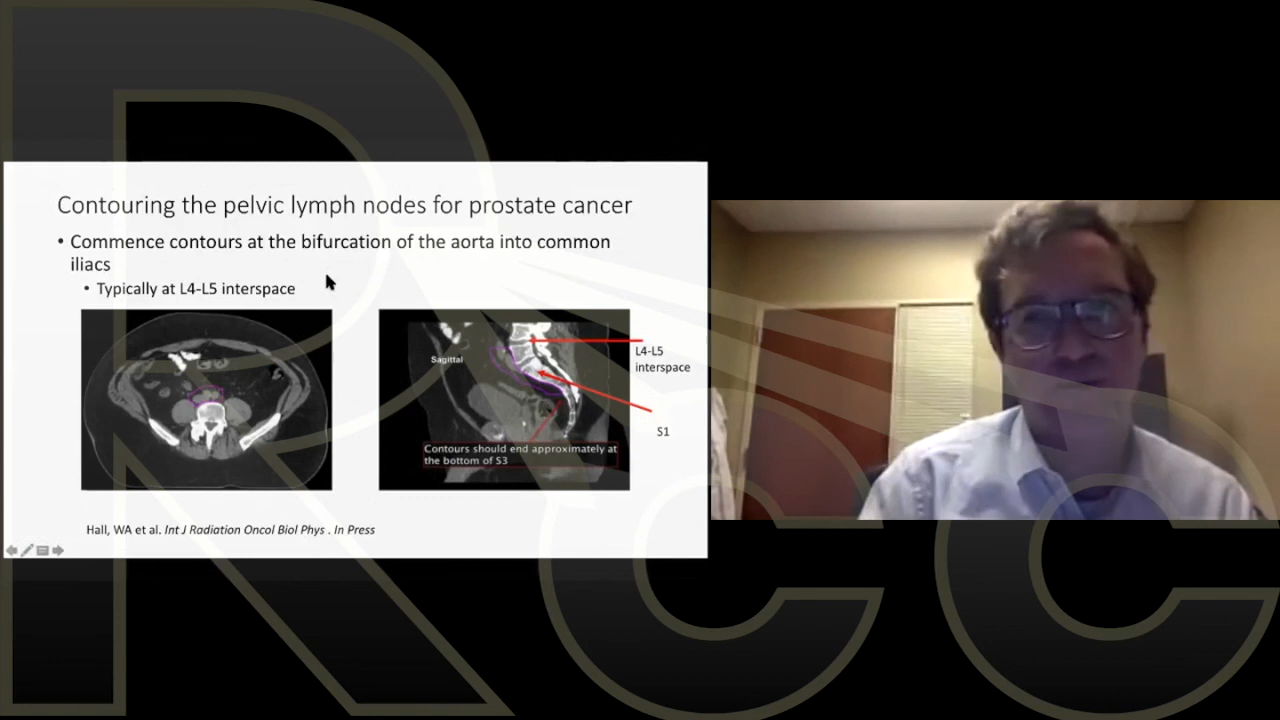 Contouring the pelvic lymph nodes for prostate cancer
• Commence contours at the bifurcation of the aorta into common
iliacs
• Typically at L4-L5 interspace
Sagittal
L4-L5
interspace
S1
Contours should end approximately at
the bottom of S3
Hall, WA et al. Int J Radiation Oncol Biol Phys . In Press
Rcc